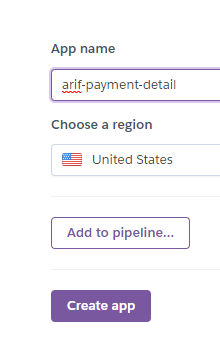 App name
arif-payment-detail
Choose a region
United States
Add to pipeline...
Create app